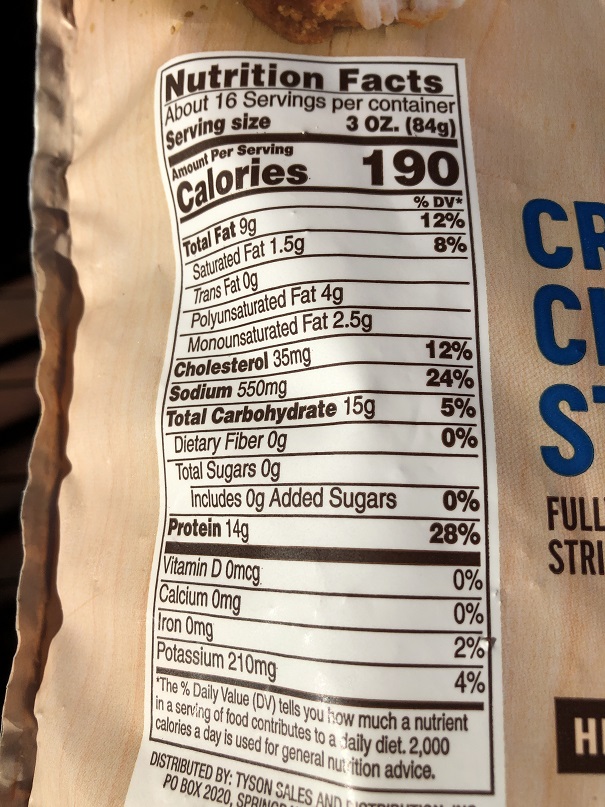 Nutrition Facts
About 16 Servings per container
Serving size 3 OZ. (84g)
Amount Per Serving
Calories 190
% DV*
Total Fat 9g 12%
Saturated Fat 1.5g 8%
Trans Fat 0g
Polyunsaturated Fat 4g
Monounsaturated Fat 2.5g
Cholesterol 35mg 12%
Sodium 550mg 24%
Total Carbohydrate 15g 5%
Dietary Fiber 0g 0%
Total Sugars 0g
Includes 0g Added Sugars 0%
Protein 14g 28%
Vitamin D 0mcg 0%
Calcium 0mg 0%
Iron 0mg 2%
Potassium 210mg 4%
*The % Daily Value (DV) tells you how much a nutrient
in a serving of food contributes to a daily diet. 2,000
calories a day is used for general nutrition advice.
DISTRIBUTED BY: TYSON SALES AND
PO BOX 2020,
CR
S
FULL
STRI